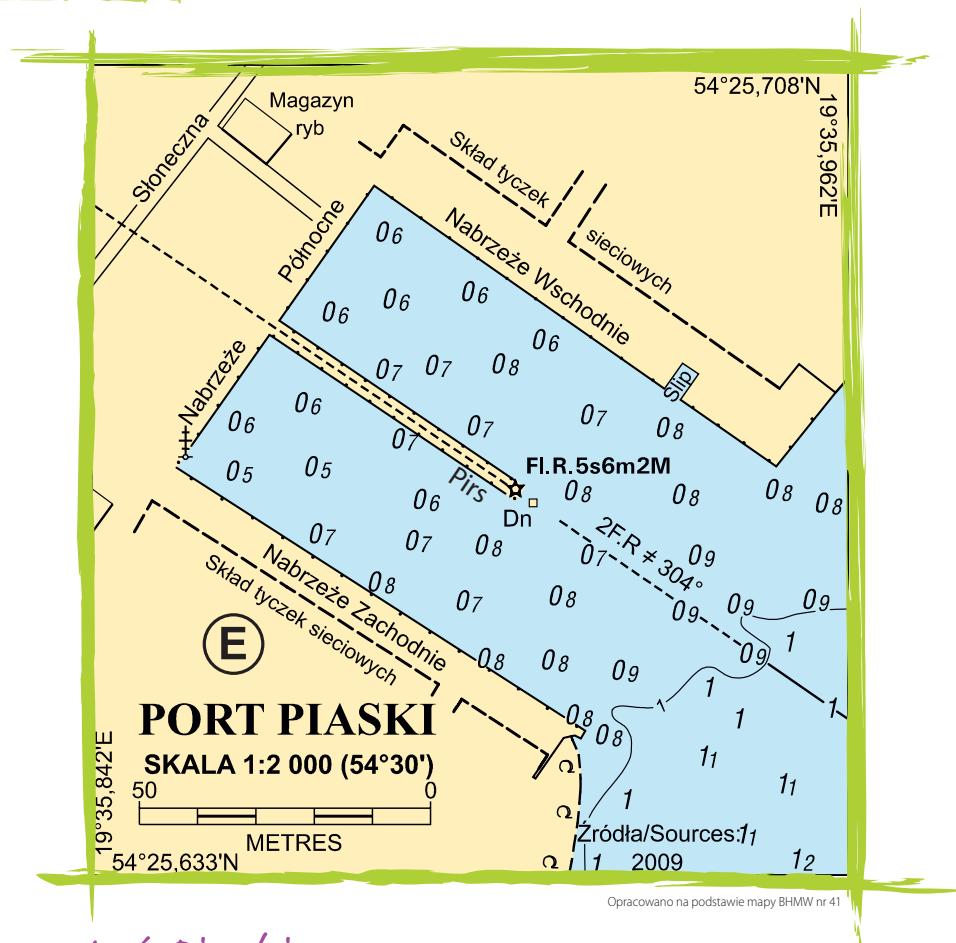 54°25,708'N
19°35,962'E
Magazyn
ryb
Słoneczna
Skład tyczek
sieciowych
Północne
Nabrzeże Wschodnie
0₆
0₆ 0₆ 0₆
0₆
0₇ 0₇ 0₈
Slip
Nabrzeże
0₆
0₆ 0₇ 0₇ 0₇ 0₈
0₅ 0₅
Fl.R.5s6m2M
Pirs
0₆ 0₈ 0₈ 0₈ 0₈
Dn
2F.R ≠ 304°
0₇ 0₇ 0₈ 0₇ 0₉
Nabrzeże Zachodnie
Skład tyczek sieciowych
0₈ 0₇ 0₈ 0₉ 0₉ 0₉
E
0₈ 0₈ 0₉ 0₉ 1
1 1 1
PORT PIASKI
0₈ 0₈ 1
SKALA 1:2 000 (54°30')
1₁
50 0
1 1₁
METRES
19°35,842'E
Źródła/Sources:
1₁
2009
54°25,633'N
1 1₂
Opracowano na podstawie mapy BHMW nr 41